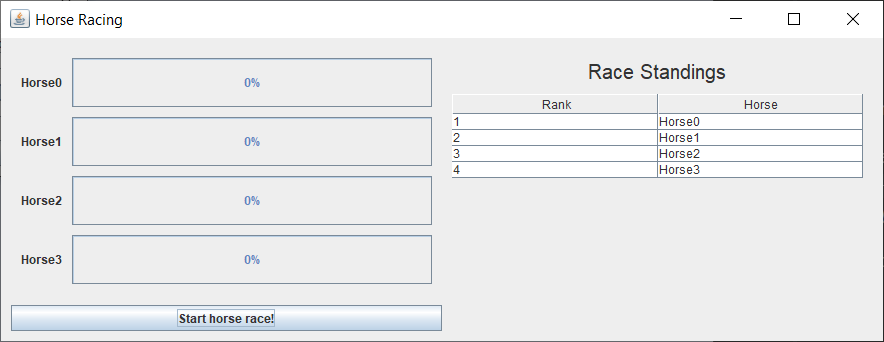 Horse Racing
Horse0 0%
Horse1 0%
Horse2 0%
Horse3 0%
Start horse race!
Race Standings
Rank Horse
1 Horse0
2 Horse1
3 Horse2
4 Horse3